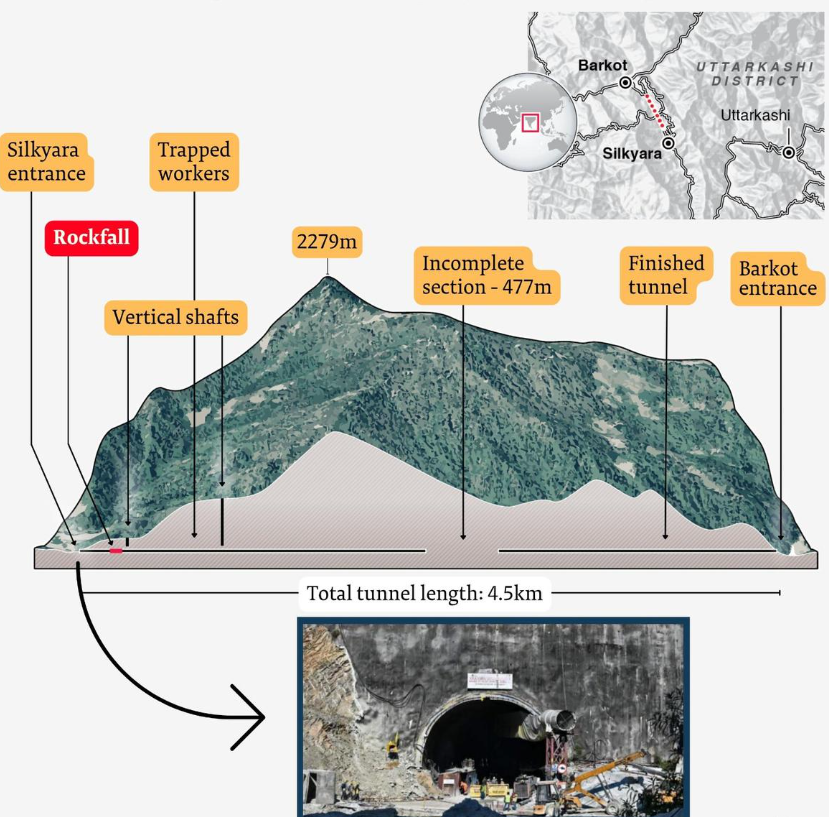 Barkot
UTTARKASHI
DISTRICT
Uttarkashi
Silkyara
Silkyara
entrance
Trapped
workers
Rockfall
2279m
Vertical shafts
Incomplete
section - 477m
Finished
tunnel
Barkot
entrance
Total tunnel length: 4.5km